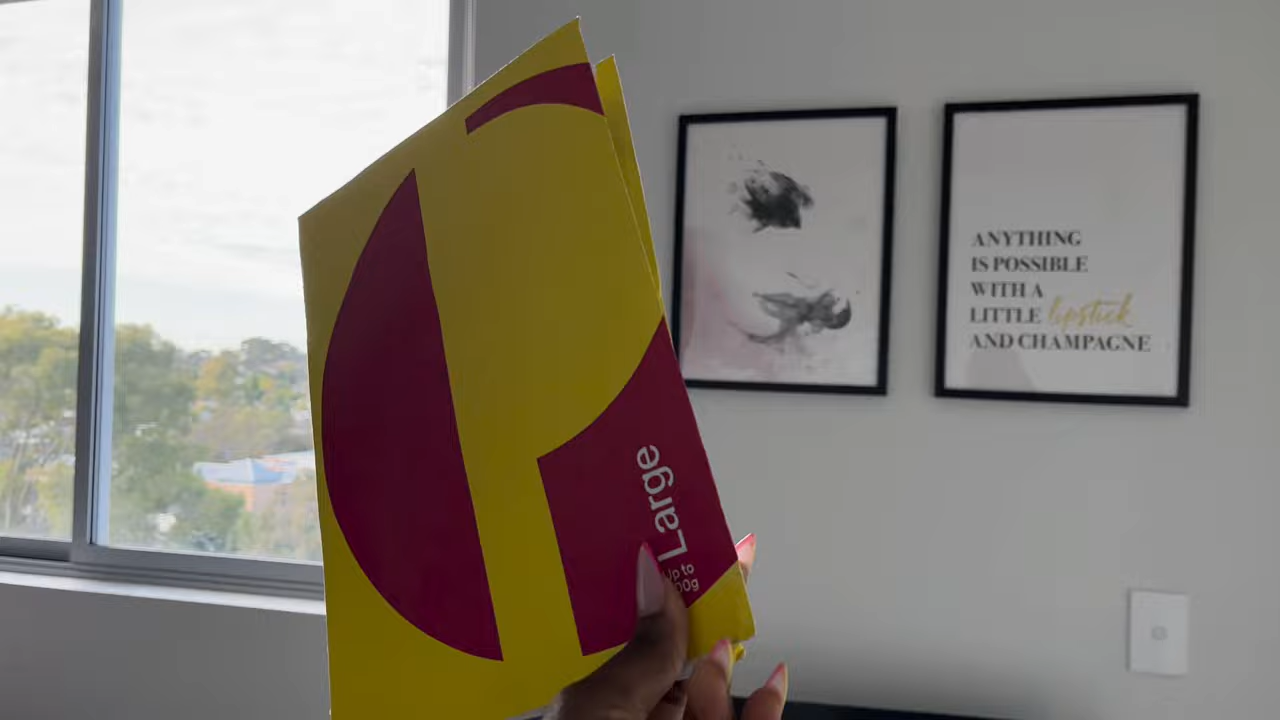 Large
Up to
ANYTHING
IS POSSIBLE
WITH A
LITTLE lipstick
AND CHAMPAGNE